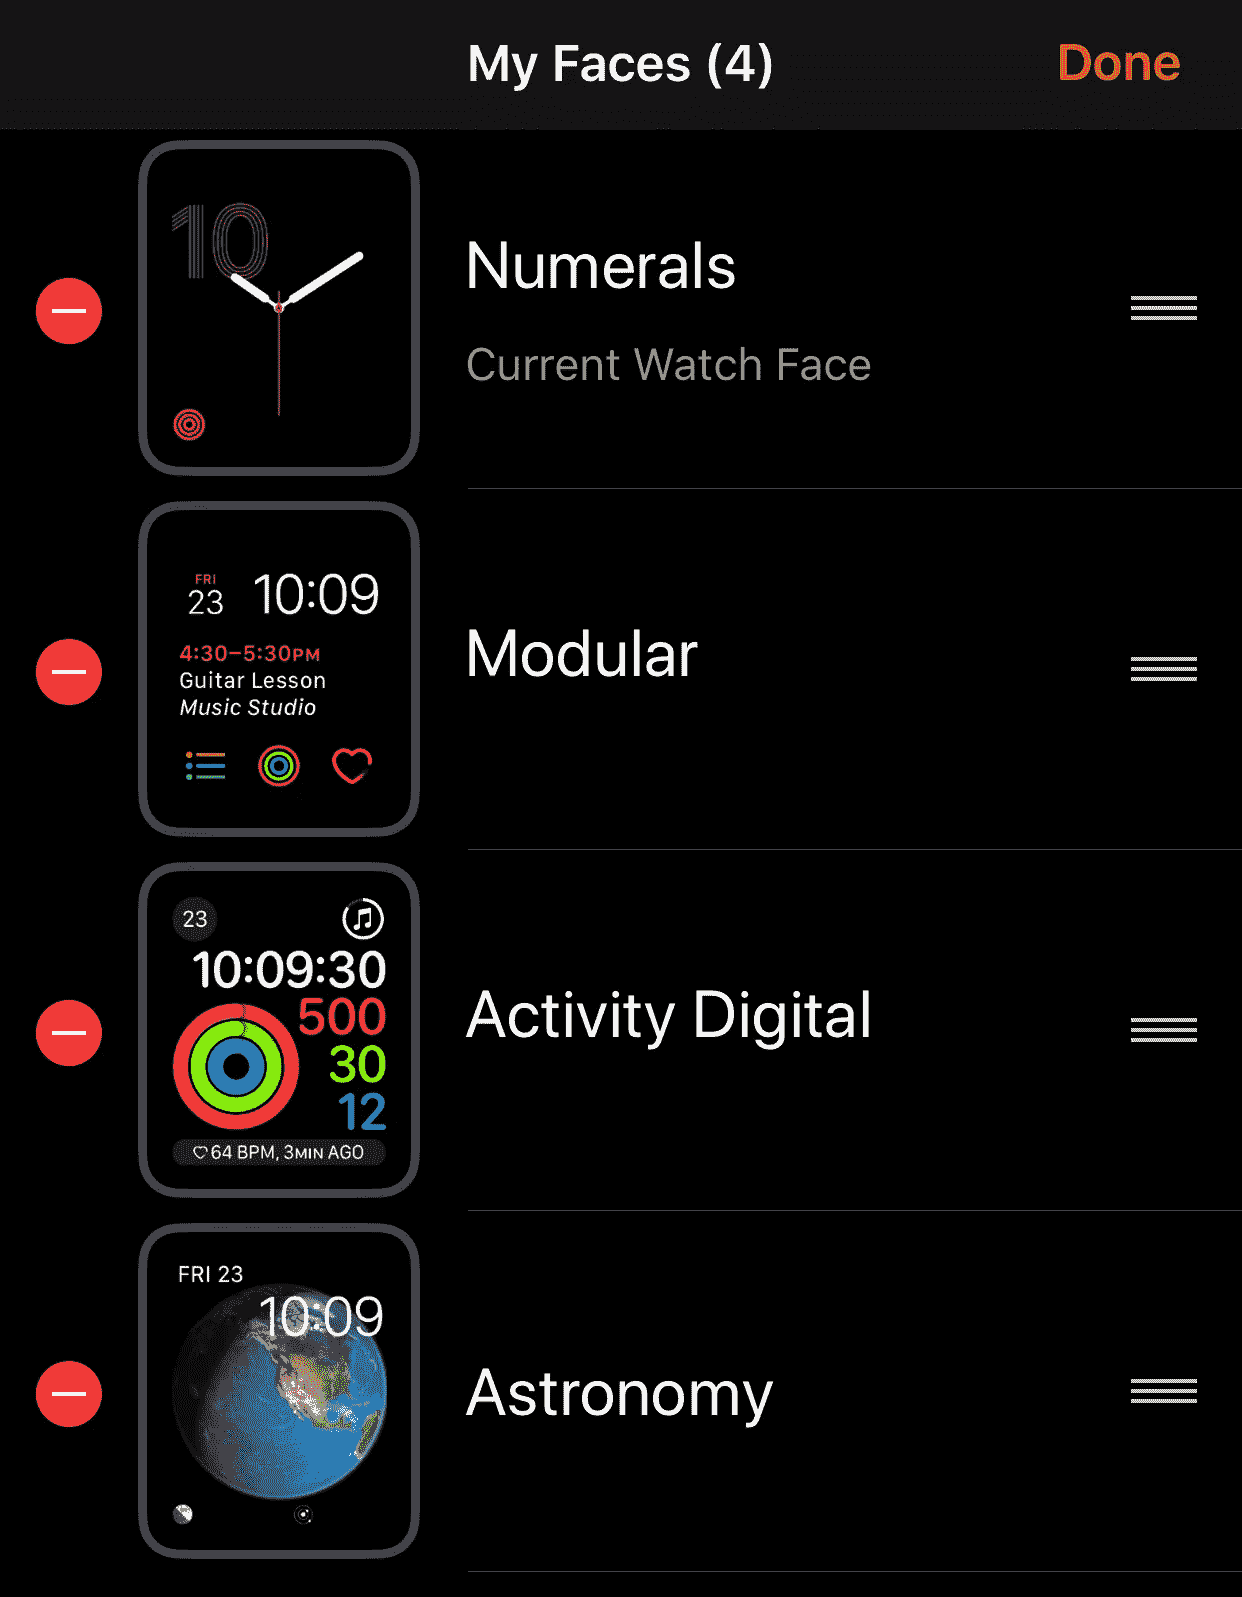 My Faces (4)
Done
10
Numerals
Current Watch Face
FRI
23
10:09
4:30–5:30PM
Guitar Lesson
Music Studio
Modular
23
10:09:30
500
30
12
64 BPM, 3MIN AGO
Activity Digital
FRI 23
10:09
Astronomy